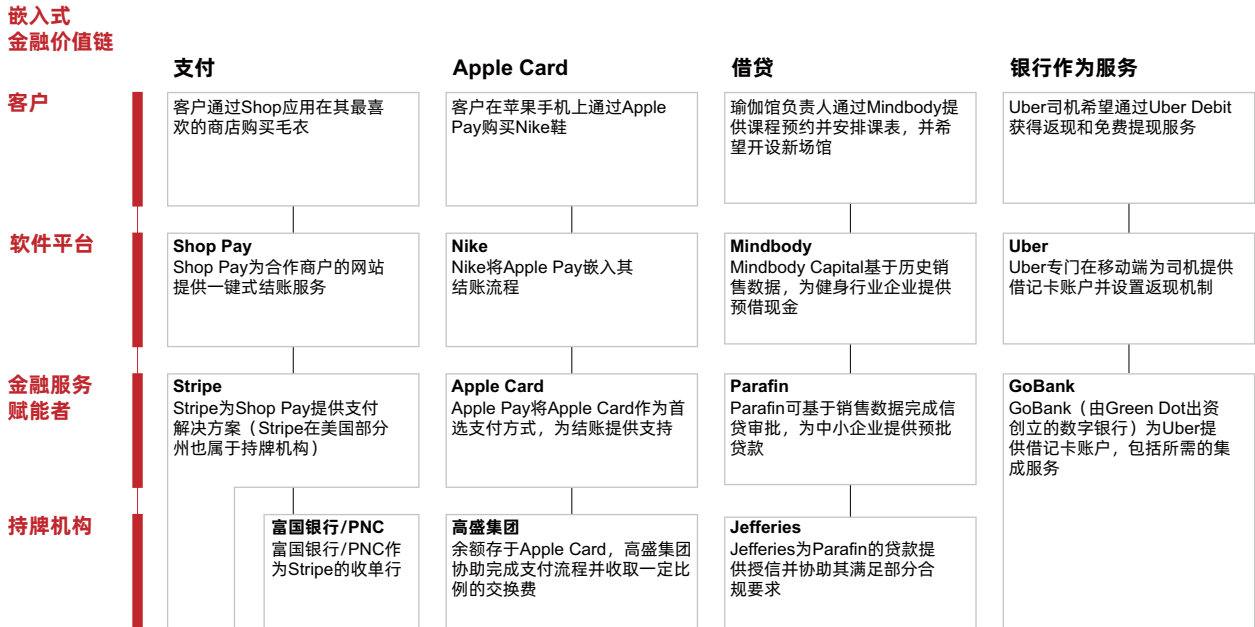 嵌入式
金融价值链
支付
Apple Card
借贷
银行作为服务
客户
客户通过Shop应用在其最喜
欢的商店购买毛衣
客户在苹果手机上通过Apple
Pay购买Nike鞋
瑜伽馆负责人通过Mindbody提
供课程预约并安排课表，并希
望开设新场馆
Uber司机希望通过Uber Debit
获得返现和免费提现服务
软件平台
Shop Pay
Shop Pay为合作商户的网站
提供一键式结账服务
Nike
Nike将Apple Pay嵌入其
结账流程
Mindbody
Mindbody Capital基于历史销
售数据，为健身行业企业提供
预借现金
Uber
Uber专门在移动端为司机提供
借记卡账户并设置返现机制
金融服务
赋能者
Stripe
Stripe为Shop Pay提供支付
解决方案（Stripe在美国部分
州也属于持牌机构）
Apple Card
Apple Pay将Apple Card作为首
选支付方式，为结账提供支持
Parafin
Parafin可基于销售数据完成信
贷审批，为中小企业提供预批
贷款
GoBank
GoBank（由Green Dot出资
创立的数字银行）为Uber提
供借记卡账户，包括所需的集
成服务
持牌机构
富国银行/PNC
富国银行/PNC作
为Stripe的收单行
高盛集团
余额存于Apple Card，高盛集团
协助完成支付流程并收取一定比
例的交换费
Jefferies
Jefferies为Parafin的贷款提
供授信并协助其满足部分合
规要求